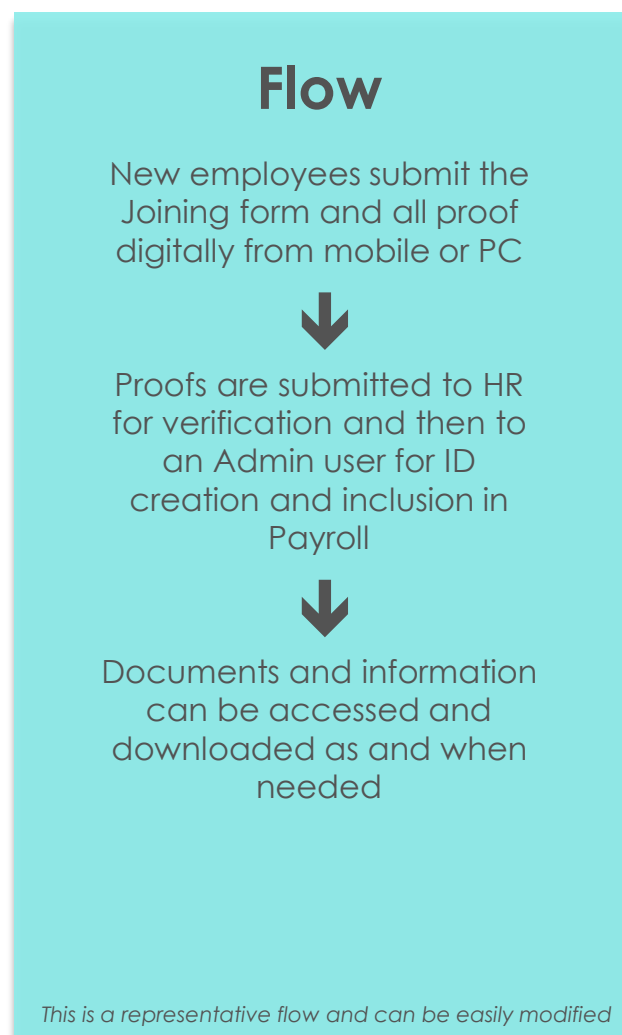 Flow
New employees submit the
Joining form and all proof
digitally from mobile or PC
Proofs are submitted to HR
for verification and then to
an Admin user for ID
creation and inclusion in
Payroll
Documents and information
can be accessed and
downloaded as and when
needed
This is a representative flow and can be easily modified